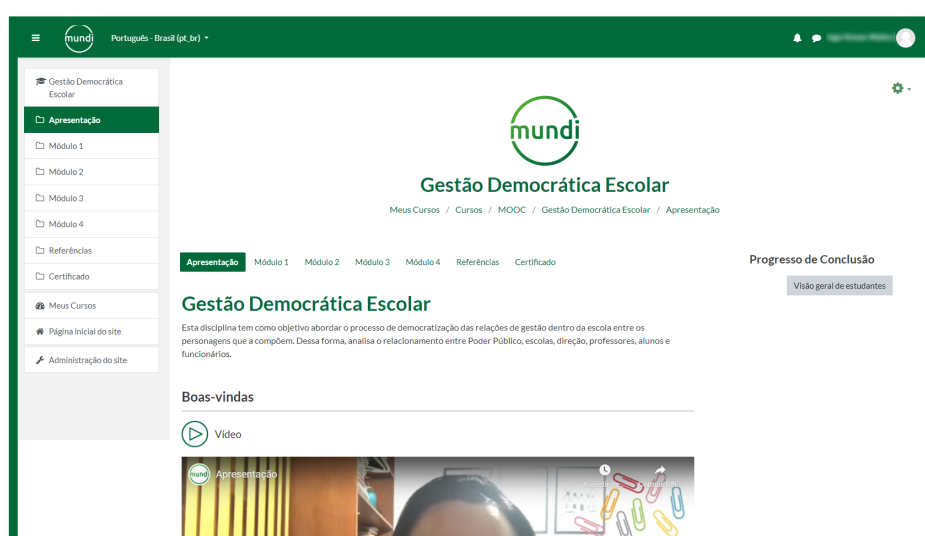 mundi
Português - Brasil (pt_br)
Gestão Democrática
Escolar
Apresentação
Módulo 1
Módulo 2
Módulo 3
Módulo 4
Referências
Certificado
Meus Cursos
Página inicial do site
Administração do site
mundi
Gestão Democrática Escolar
Meus Cursos / Cursos / MOOC / Gestão Democrática Escolar / Apresentação
Apresentação Módulo 1 Módulo 2 Módulo 3 Módulo 4 Referências Certificado
Gestão Democrática Escolar
Esta disciplina tem como objetivo abordar o processo de democratização das relações de gestão dentro da escola entre os
personagens que a compõem. Dessa forma, analisa o relacionamento entre Poder Público, escolas, direção, professores, alunos e
funcionários.
Boas-vindas
Vídeo
mundi Apresentação
Progresso de Conclusão
Visão geral de estudantes